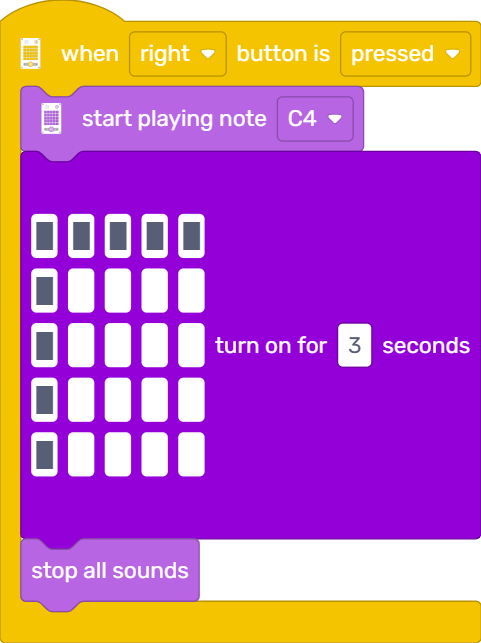 when right button is pressed
start playing note C4
turn on for 3 seconds
stop all sounds